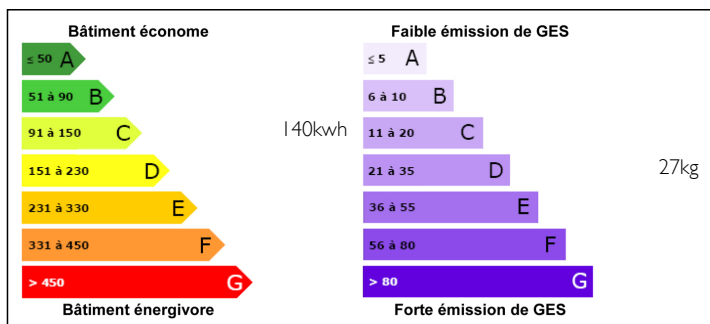 Bâtiment économe
≤ 50 A
51 à 90 B
91 à 150 C
140kwh
151 à 230 D
231 à 330 E
331 à 450 F
> 450 G
Bâtiment énergivore
Faible émission de GES
≤ 5 A
6 à 10 B
11 à 20 C
21 à 35 D
27kg
36 à 55 E
56 à 80 F
> 80 G
Forte émission de GES